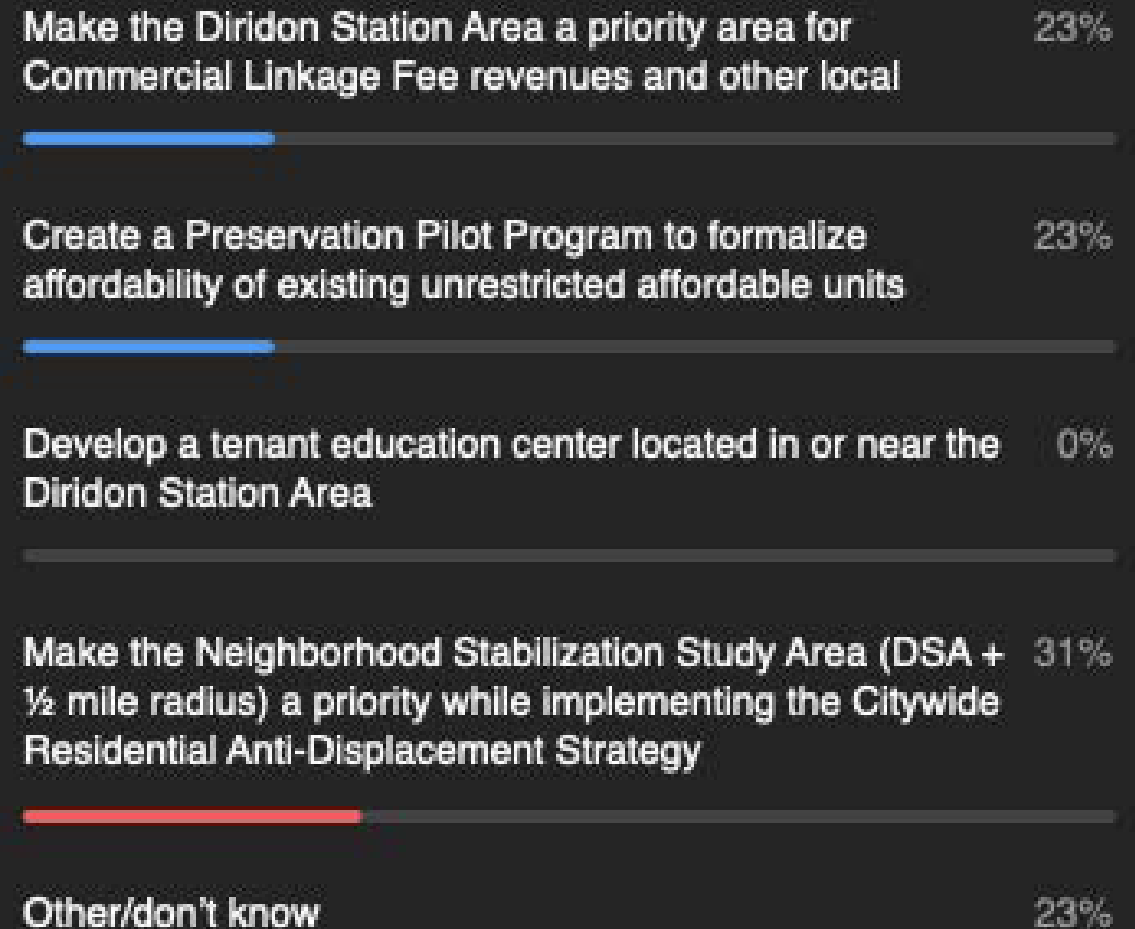 Make the Diridon Station Area a priority area for 23%
Commercial Linkage Fee revenues and other local
Create a Preservation Pilot Program to formalize 23%
affordability of existing unrestricted affordable units
Develop a tenant education center located in or near the 0%
Diridon Station Area
Make the Neighborhood Stabilization Study Area (DSA + 31%
½ mile radius) a priority while implementing the Citywide
Residential Anti-Displacement Strategy
Other/don't know 23%